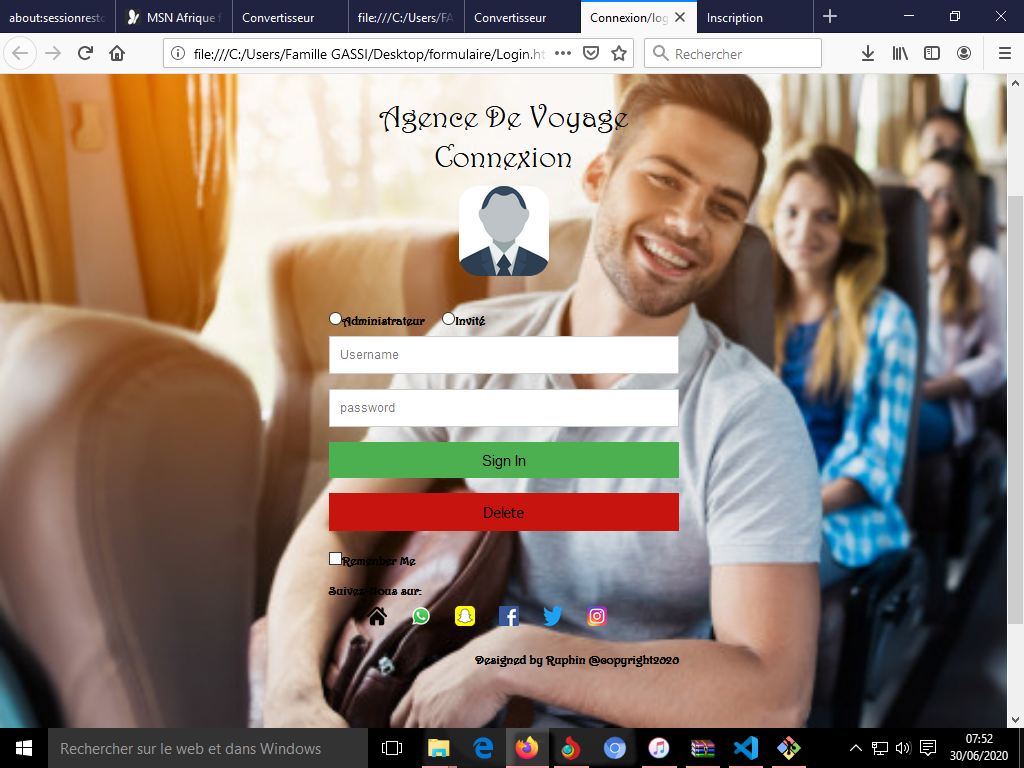 about:sessionresto
MSN Afrique f
Convertisseur
file:///C:/Users/FA
Convertisseur
Connexion/log
Inscription
file:///C:/Users/Famille GASSI/Desktop/formulaire/Login.ht
Rechercher
Agence De Voyage
Connexion
Administrateur Invité
Username
password
Sign In
Delete
Remenber Me
Suivez-Nous sur:
Designed by Ruphin @copyright2020
Rechercher sur le web et dans Windows
07:52
30/06/2020